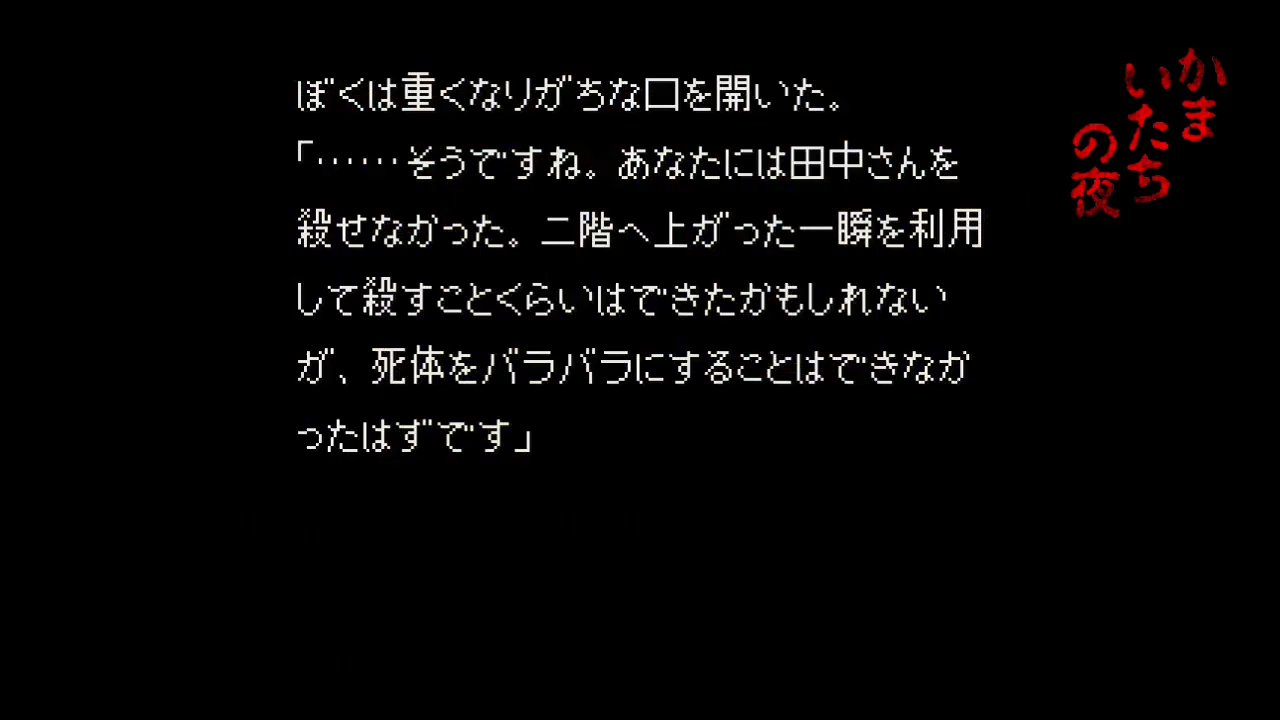 ぼくは重くなりがちな口を開いた。
「……そうですね。あなたには田中さんを
殺せなかった。二階へ上がった一瞬を利用
して殺すことくらいはできたかもしれない
が、死体をバラバラにすることはできなか
ったはずです」
かま
いたち
の夜